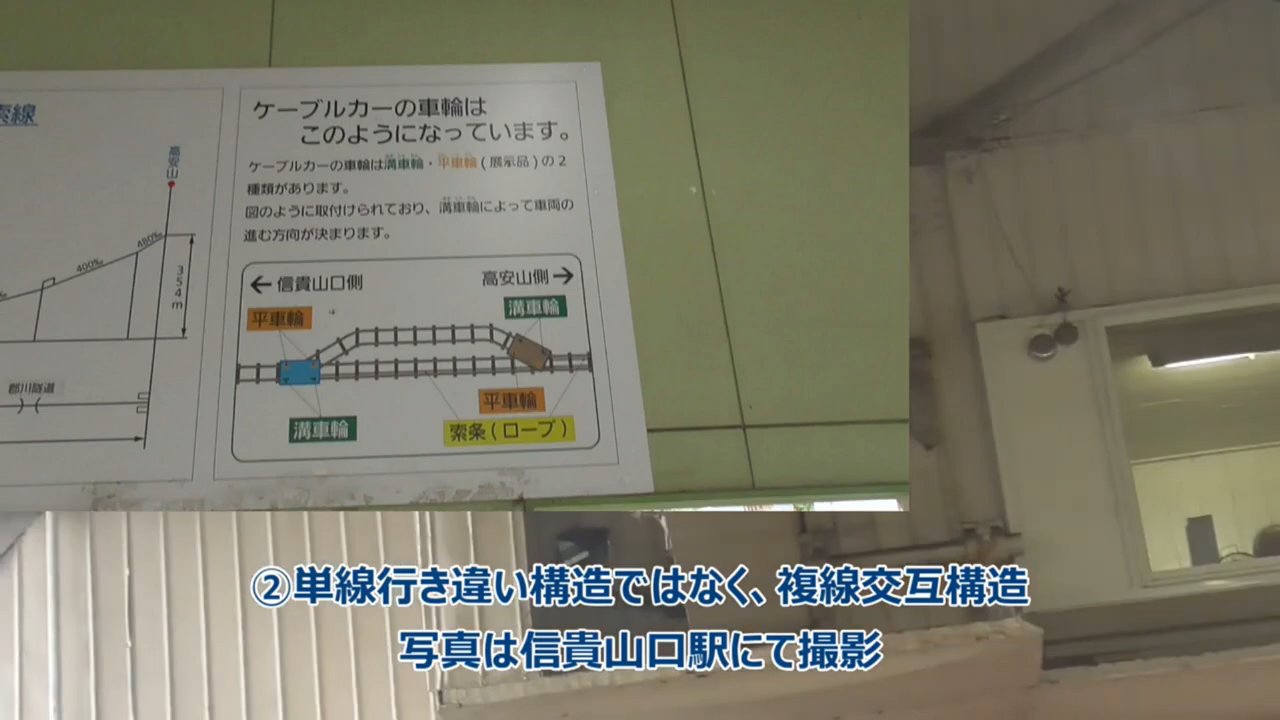 索線
高安山
480‰
400‰
354m
郡川隧道
ケーブルカーの車輪は
このようになっています。
ケーブルカーの車輪は溝車輪・平車輪(展示品)の2
種類があります。
図のように取付けられており、溝車輪によって車両の
進む方向が決まります。
←信貴山口側
高安山側→
溝車輪
平車輪
平車輪
溝車輪
索条(ロープ)
②単線行き違い構造ではなく、複線交互構造
写真は信貴山口駅にて撮影